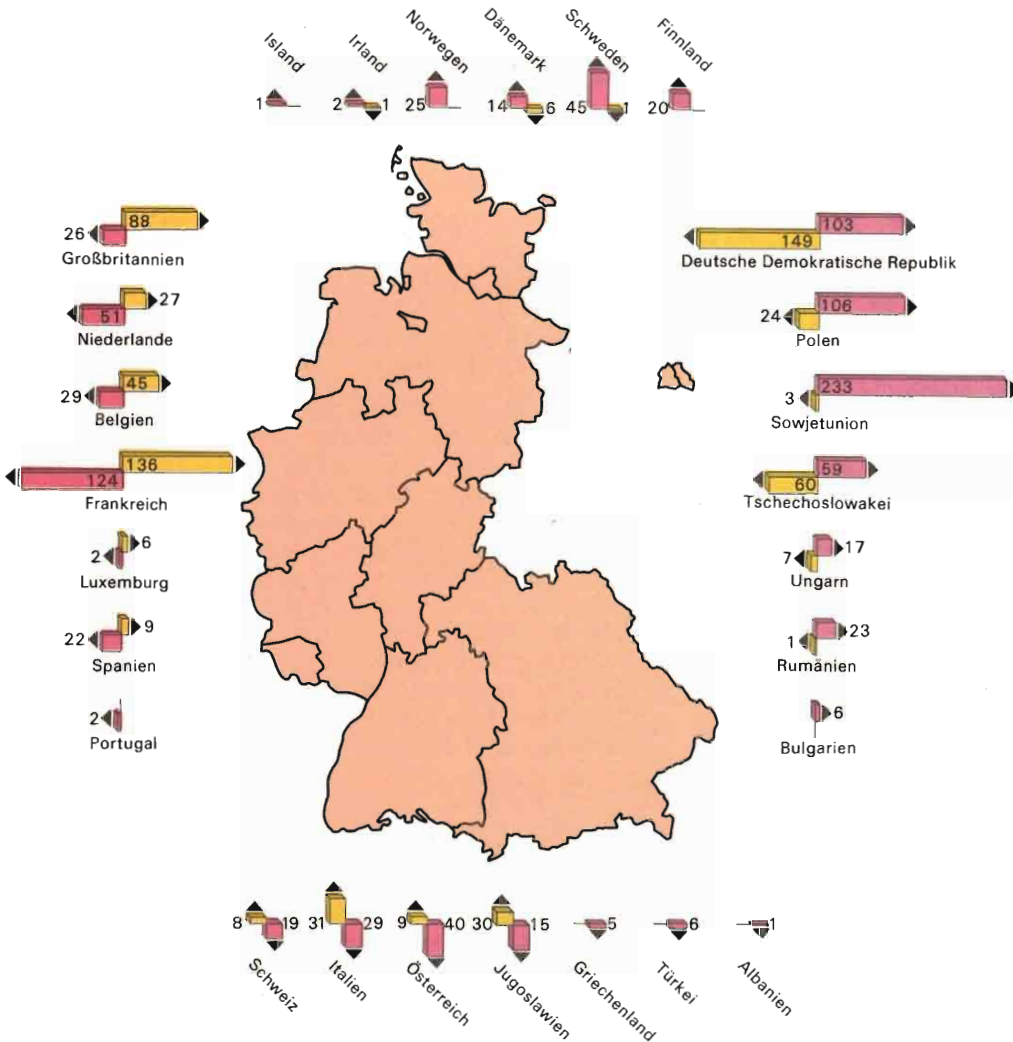 Island
Irland
Norwegen
Dänemark
Schweden
Finnland
1
2 1
25
14 6
45 1
20
88
26
Großbritannien
27
51
Niederlande
45
29
Belgien
136
124
Frankreich
6
2
Luxemburg
9
22
Spanien
2
Portugal
103
149
Deutsche Demokratische Republik
106
24
Polen
233
3
Sowjetunion
59
60
Tschechoslowakei
17
7
Ungarn
23
1
Rumänien
6
Bulgarien
8 19
31 29
9 40
30 15
5
6
1
Schweiz
Italien
Österreich
Jugoslawien
Griechenland
Türkei
Albanien